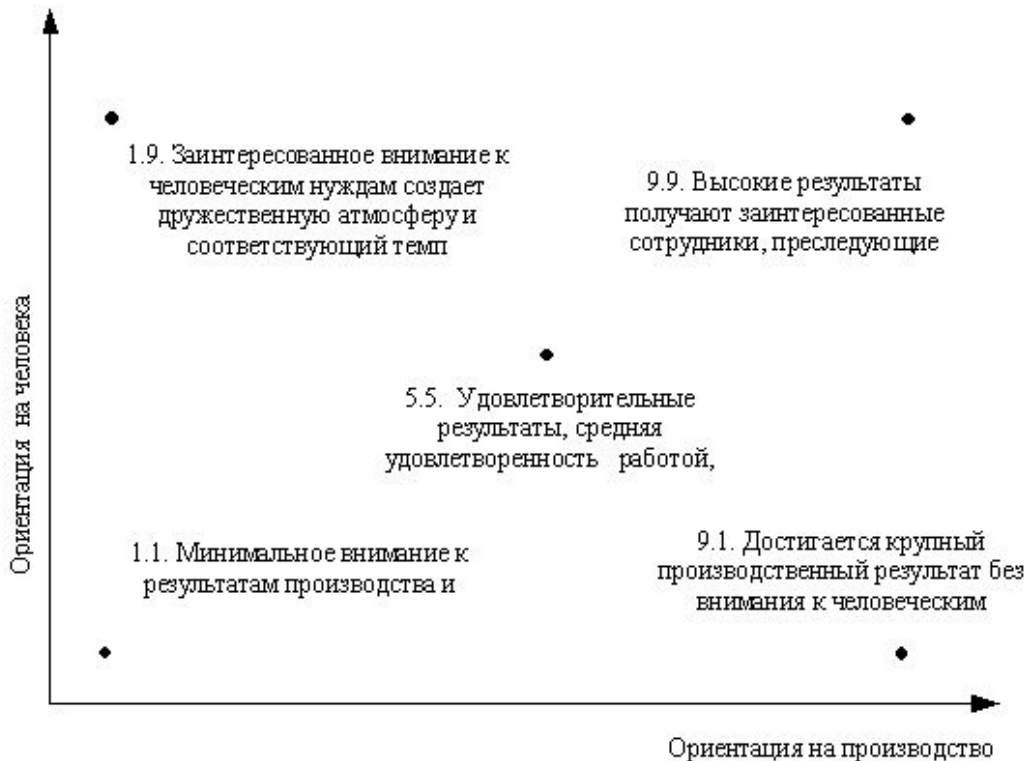 1.9. Заинтересованное внимание к
человеческим нуждам создает
дружественную атмосферу и
соответствующий темп
9.9. Высокие результаты
получают заинтересованные
сотрудники, преследующие
Ориентация на человека
5.5. Удовлетворительные
результаты, средняя
удовлетворенность работой,
1.1. Минимальное внимание к
результатам производства и
9.1. Достигается крупный
производственный результат без
внимания к человеческим
Ориентация на производство